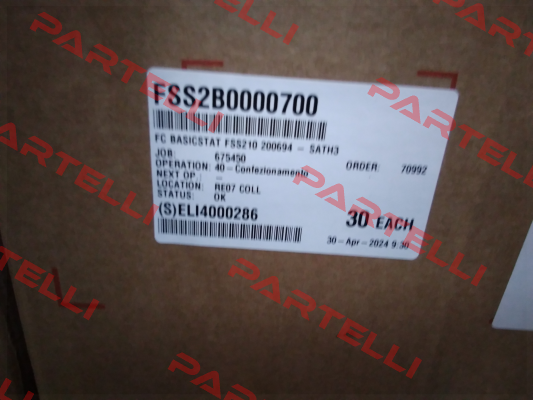 FSS2B0000700
FC BASICSTAT FSS210 200694 - SATH3
JOB: 675450 ORDER: 70992
OPERATION: 40-Confezionamento
NEXT OP.: -
LOCATION: RE07 COLL
STATUS: OK
(S)ELI4000286 30 EACH
30-Apr-2024 9.30
PARTELLI
PARTELLI
PARTELLI
PARTELLI
PARTELLI
PARTELLI